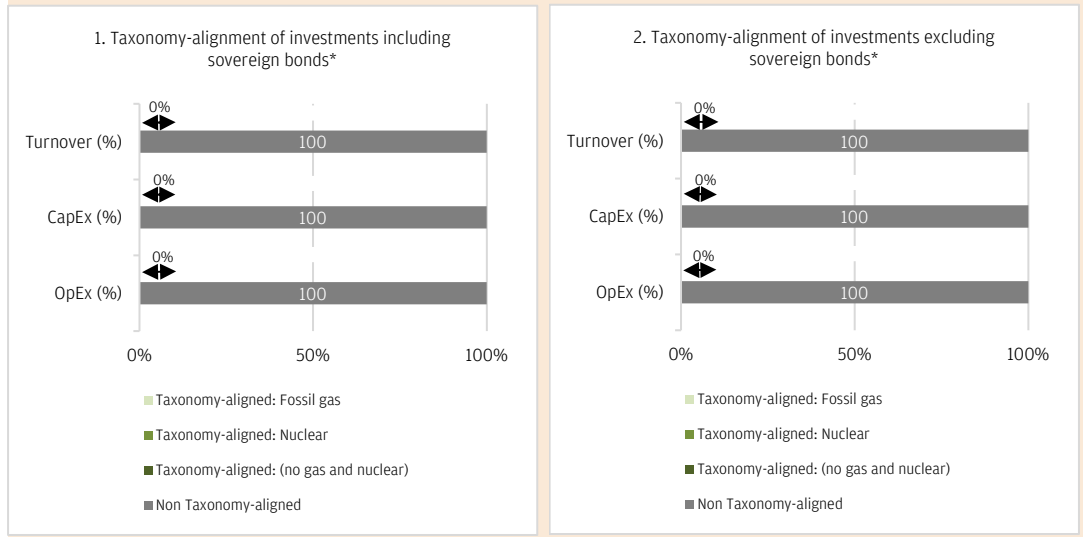 1. Taxonomy-alignment of investments including
sovereign bonds*
0%
Turnover (%)
100
0%
CapEx (%)
100
0%
OpEx (%)
100
0%
50%
100%
Taxonomy-aligned: Fossil gas
Taxonomy-aligned: Nuclear
Taxonomy-aligned: (no gas and nuclear)
Non Taxonomy-aligned
2. Taxonomy-alignment of investments excluding
sovereign bonds*
0%
Turnover (%)
100
0%
CapEx (%)
100
0%
OpEx (%)
100
0%
50%
100%
Taxonomy-aligned: Fossil gas
Taxonomy-aligned: Nuclear
Taxonomy-aligned: (no gas and nuclear)
Non Taxonomy-aligned